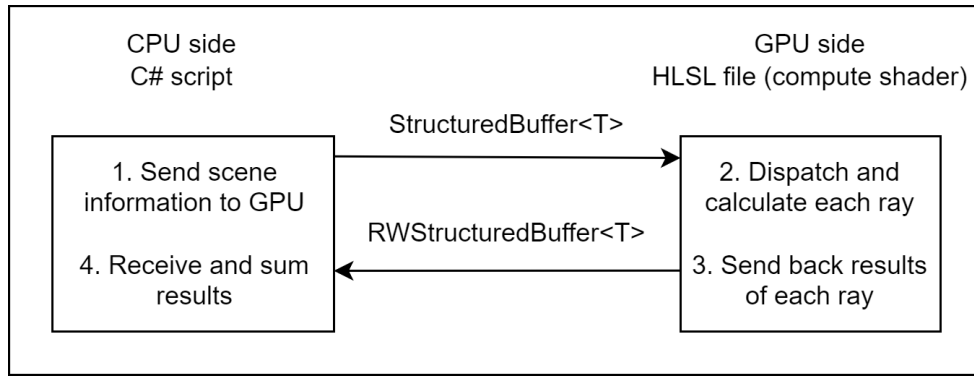 CPU side
C# script
GPU side
HLSL file (compute shader)
StructuredBuffer<T>
1. Send scene
information to GPU
2. Dispatch and
calculate each ray
RWStructuredBuffer<T>
4. Receive and sum
results
3. Send back results
of each ray